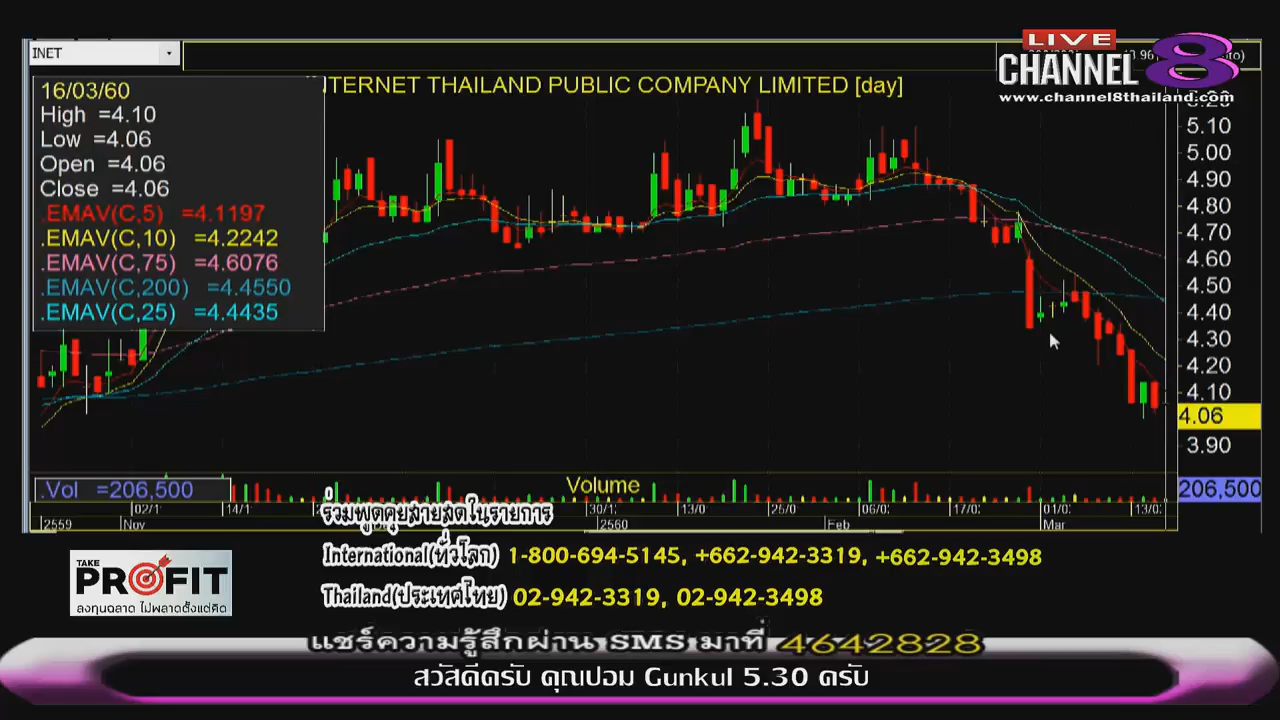 INET
LIVE
CHANNEL 8
www.channel8thailand.com
NTERNET THAILAND PUBLIC COMPANY LIMITED [day]
16/03/60
High =4.10
Low =4.06
Open =4.06
Close =4.06
.EMAV(C,5) =4.1197
.EMAV(C,10) =4.2242
.EMAV(C,75) =4.6076
.EMAV(C,200) =4.4550
.EMAV(C,25) =4.4435
5.10
5.00
4.90
4.80
4.70
4.60
4.50
4.40
4.30
4.20
4.10
4.06
3.90
.Vol =206,500
Volume
206,500
02/1 14/1 30/1 13/0 25/0 06/0 17/0 01/0 13/0
2559 Nov 2560 Feb Mar
ร่วมพูดคุยสายสดในรายการ
International(ทั่วโลก) 1-800-694-5145, +662-942-3319, +662-942-3498
Thailand(ประเทศไทย) 02-942-3319, 02-942-3498
TAKE
PROFIT
ลงทุนฉลาด ไม่พลาดตั้งแต่คิด
แชร์ความรู้สึกผ่าน SMS มาที่ 4642828
สวัสดีครับ คุณปอม Gunkul 5.30 ครับ